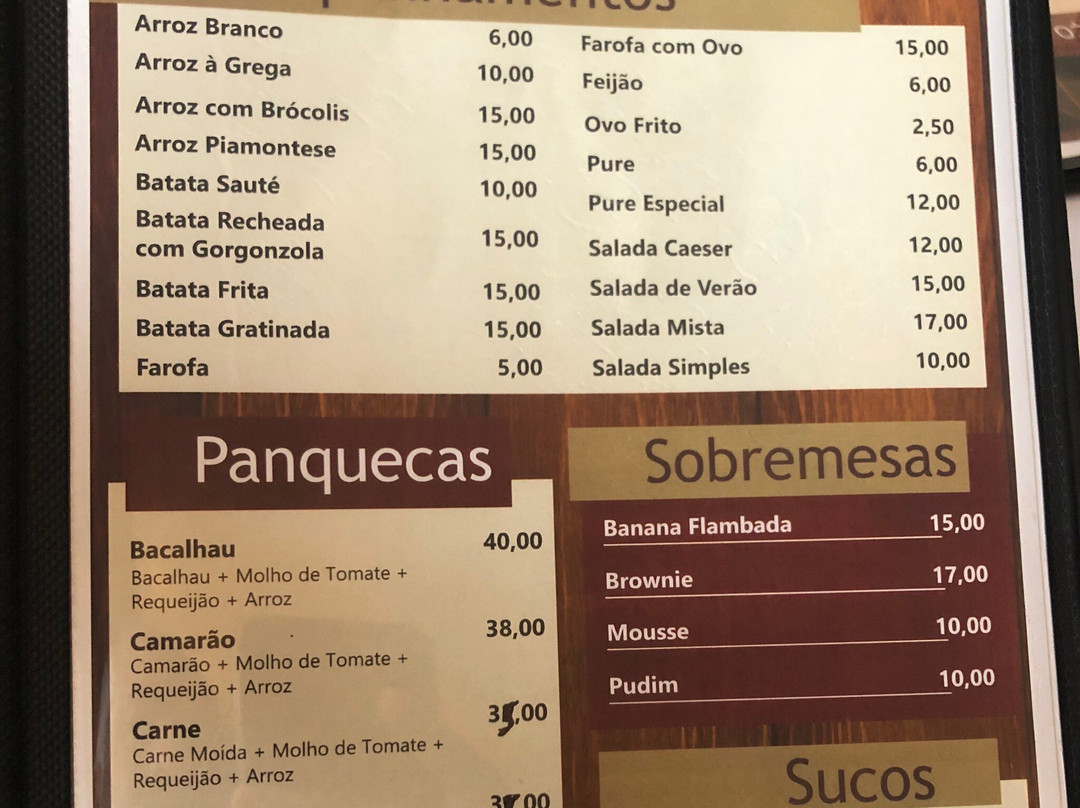 Arroz Branco 6,00
Arroz à Grega 10,00
Arroz com Brócolis 15,00
Arroz Piamontese 15,00
Batata Sauté 10,00
Batata Recheada
com Gorgonzola 15,00
Batata Frita 15,00
Batata Gratinada 15,00
Farofa 5,00
Farofa com Ovo 15,00
Feijão 6,00
Ovo Frito 2,50
Pure 6,00
Pure Especial 12,00
Salada Caeser 12,00
Salada de Verão 15,00
Salada Mista 17,00
Salada Simples 10,00
Panquecas
Bacalhau 40,00
Bacalhau + Molho de Tomate +
Requeijão + Arroz
Camarão 38,00
Camarão + Molho de Tomate +
Requeijão + Arroz
Carne 35,00
Carne Moída + Molho de Tomate +
Requeijão + Arroz
Sobremesas
Banana Flambada 15,00
Brownie 17,00
Mousse 10,00
Pudim 10,00
Sucos